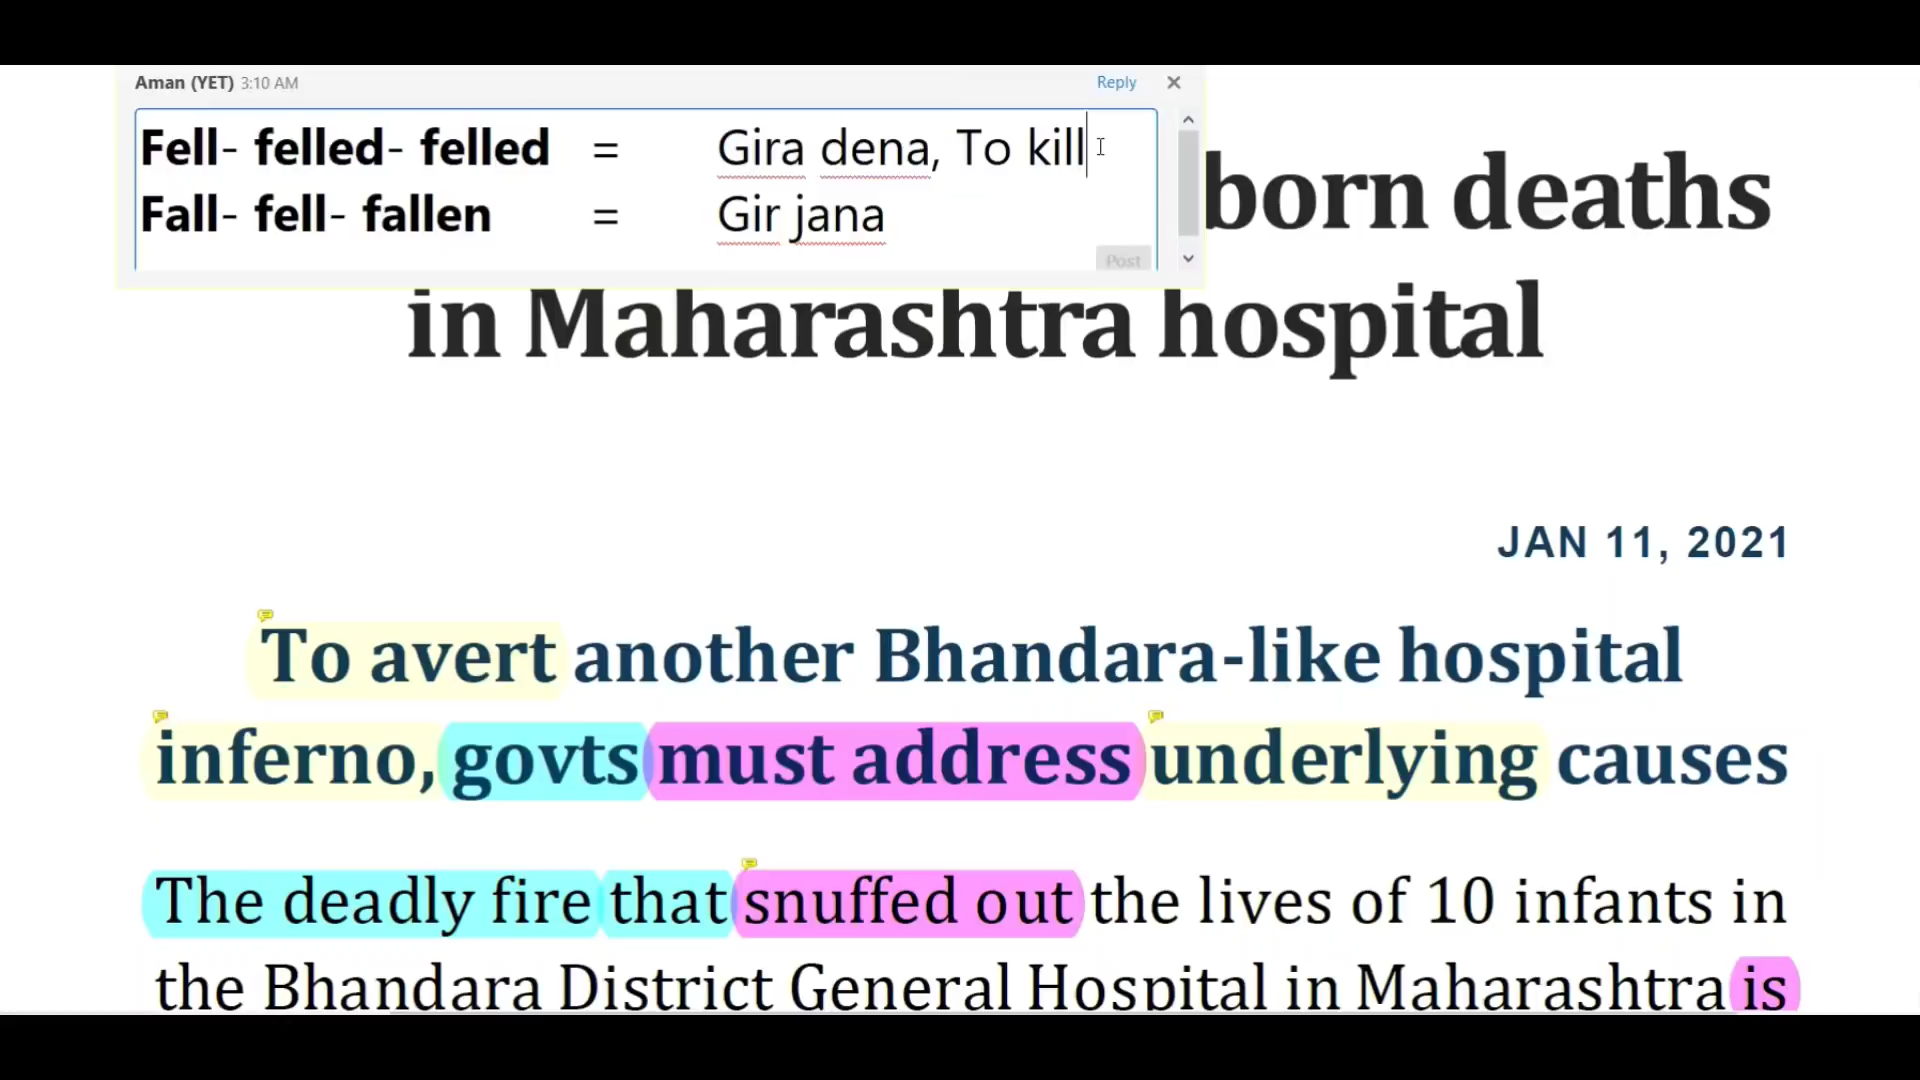 Aman (YET) 3:10 AM Reply
Fell- felled- felled = Gira dena, To kill
Fall- fell- fallen = Gir jana
Post
born deaths
in Maharashtra hospital
JAN 11, 2021
To avert another Bhandara-like hospital
inferno, govts must address underlying causes
The deadly fire that snuffed out the lives of 10 infants in
the Bhandara District General Hospital in Maharashtra is